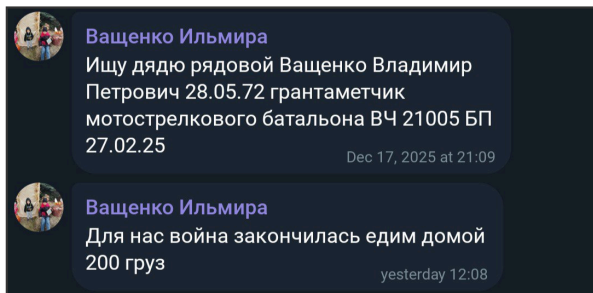 Ващенко Ильмира
Ищу дядю рядовой Ващенко Владимир
Петрович 28.05.72 грантаметчик
мотострелкового батальона ВЧ 21005 БП
27.02.25
Dec 17, 2025 at 21:09
Ващенко Ильмира
Для нас война закончилась едим домой
200 груз
yesterday 12:08